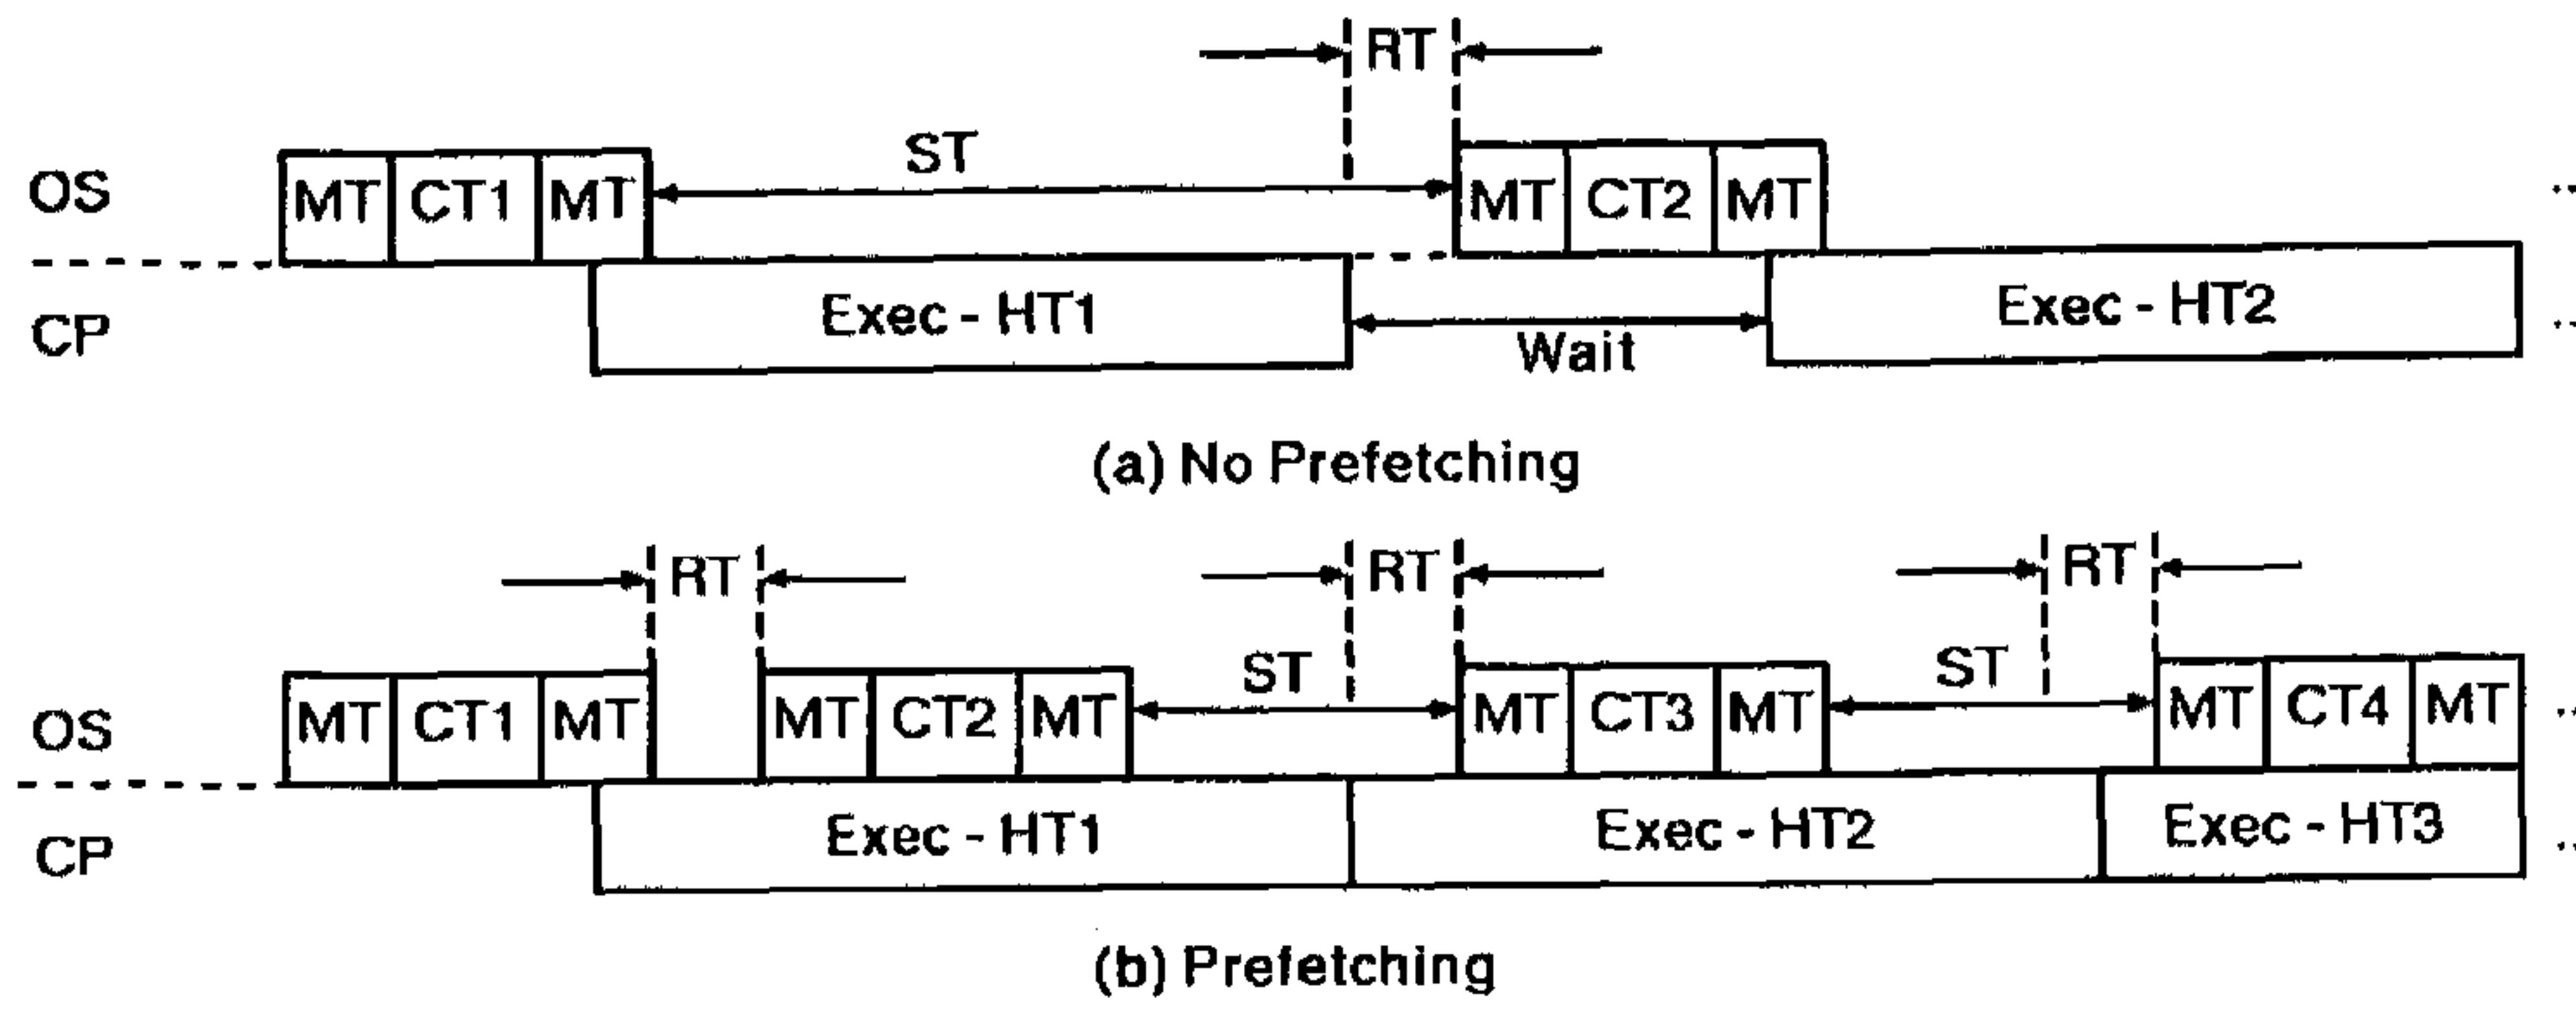 RT
ST
OS MT CT1 MT MT CT2 MT ..
CP Exec - HT1 Wait Exec - HT2 ..
(a) No Prefetching
RT RT RT
ST ST
OS MT CT1 MT MT CT2 MT MT CT3 MT MT CT4 MT ..
CP Exec - HT1 Exec - HT2 Exec - HT3 ..
(b) Prefetching